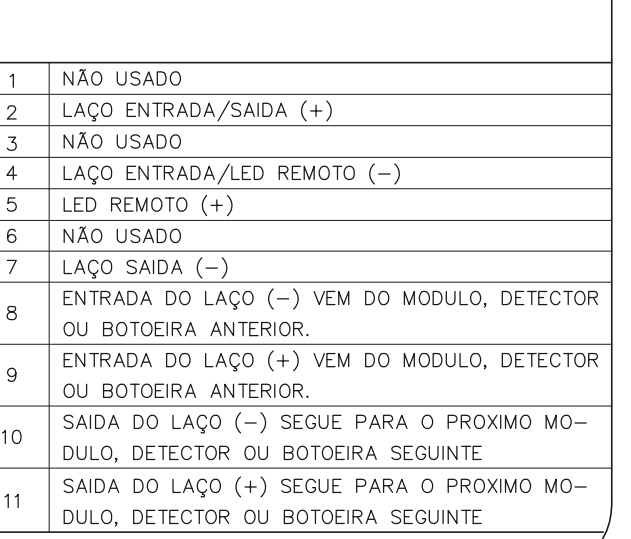 1 NÃO USADO
2 LAÇO ENTRADA/SAIDA (+)
3 NÃO USADO
4 LAÇO ENTRADA/LED REMOTO (−)
5 LED REMOTO (+)
6 NÃO USADO
7 LAÇO SAIDA (−)
8 ENTRADA DO LAÇO (−) VEM DO MODULO, DETECTOR
OU BOTOEIRA ANTERIOR.
9 ENTRADA DO LAÇO (+) VEM DO MODULO, DETECTOR
OU BOTOEIRA ANTERIOR.
10 SAIDA DO LAÇO (−) SEGUE PARA O PROXIMO MO−
DULO, DETECTOR OU BOTOEIRA SEGUINTE
11 SAIDA DO LAÇO (+) SEGUE PARA O PROXIMO MO−
DULO, DETECTOR OU BOTOEIRA SEGUINTE